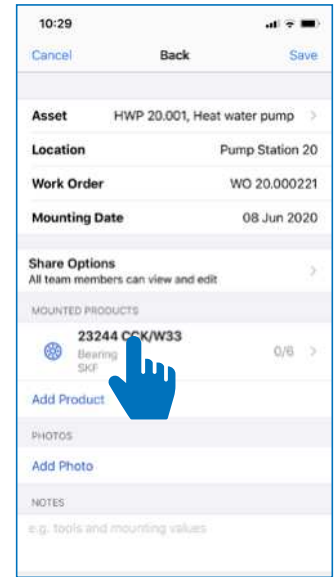 10:29
Cancel Back Save
Asset HWP 20.001, Heat water pump
Location Pump Station 20
Work Order WO 20.000221
Mounting Date 08 Jun 2020
Share Options
All team members can view and edit
MOUNTED PRODUCTS
23244 CCK/W33
Bearing 0/6
SKF
Add Product
PHOTOS
Add Photo
NOTES
e.g. tools and mounting values